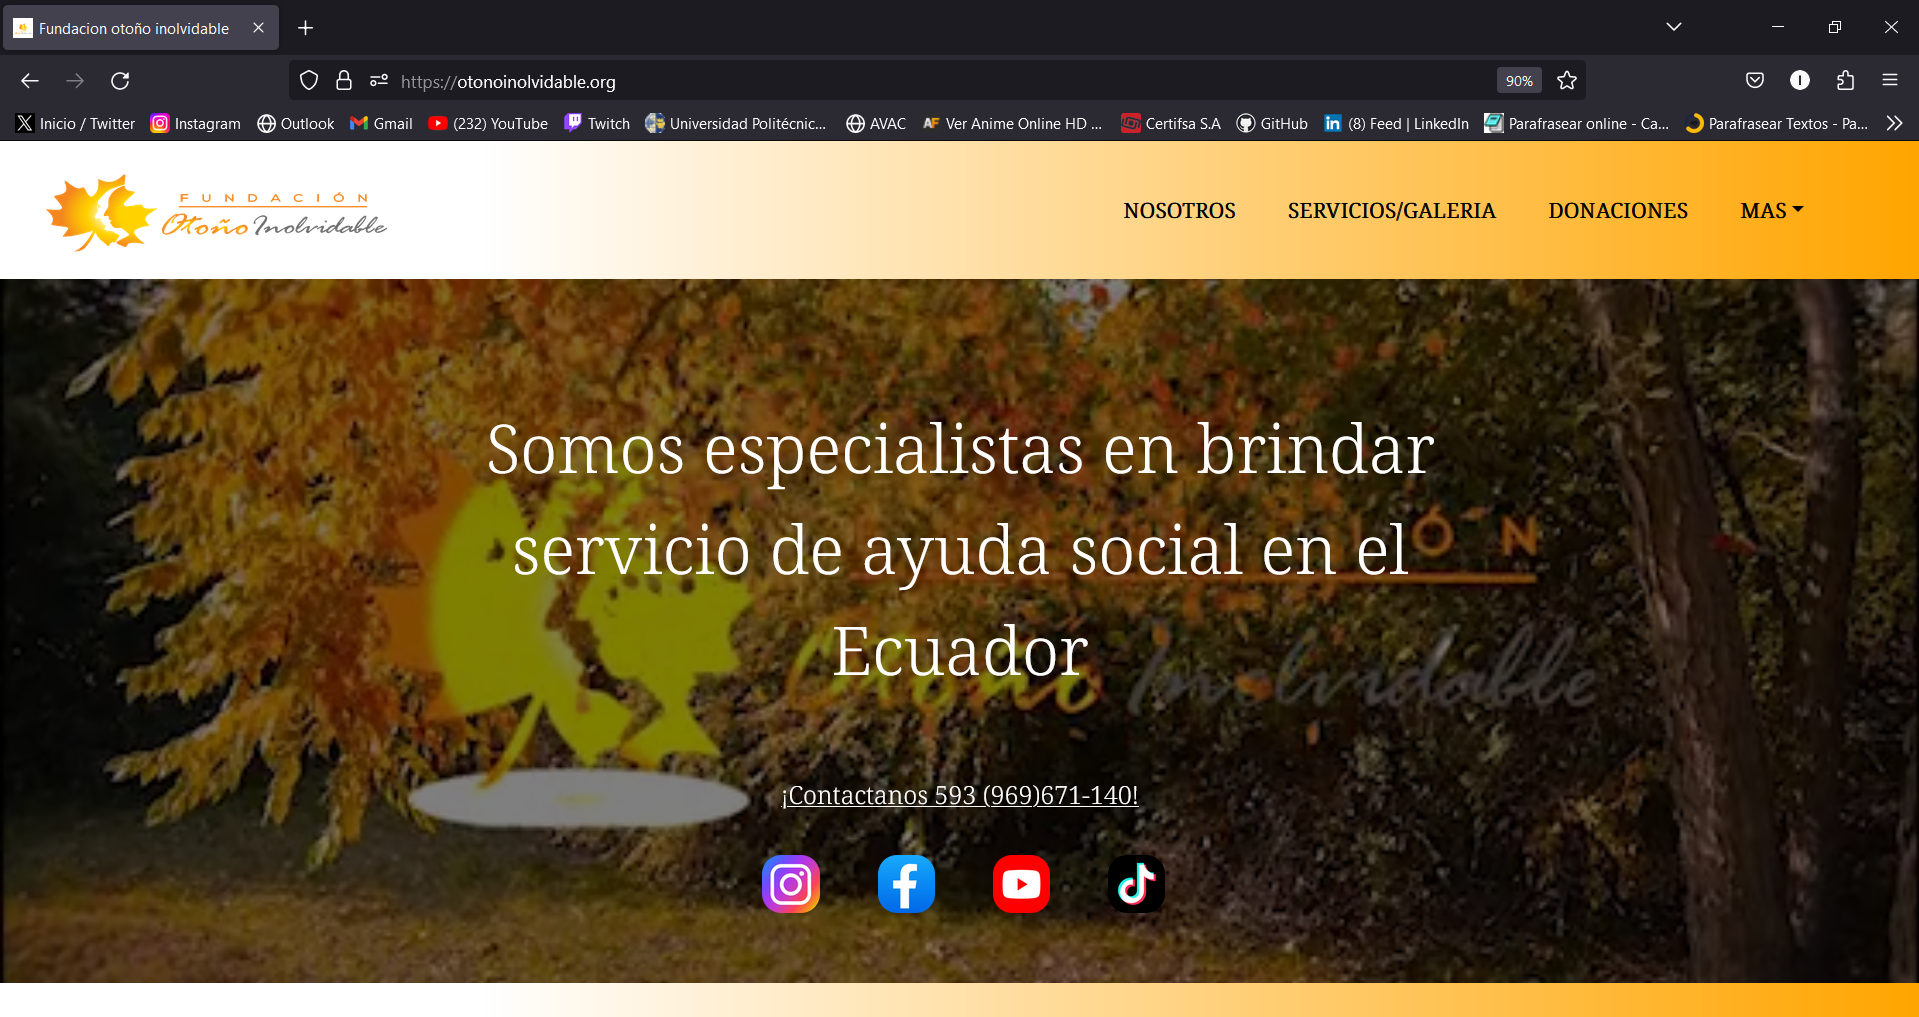 Fundacion otoño inolvidable
https://otonoinolvidable.org
90%
Inicio / Twitter
Instagram
Outlook
Gmail
(232) YouTube
Twitch
Universidad Politécnic...
AVAC
AF Ver Anime Online HD ...
Certifsa S.A
GitHub
(8) Feed | LinkedIn
Parafrasear online - Ca...
Parafrasear Textos - Pa...
FUNDACIÓN
Otoño Inolvidable
NOSOTROS
SERVICIOS/GALERIA
DONACIONES
MAS
Somos especialistas en brindar
servicio de ayuda social en el
Ecuador
Otoño Inolvidable
¡Contactanos 593 (969)671-140!